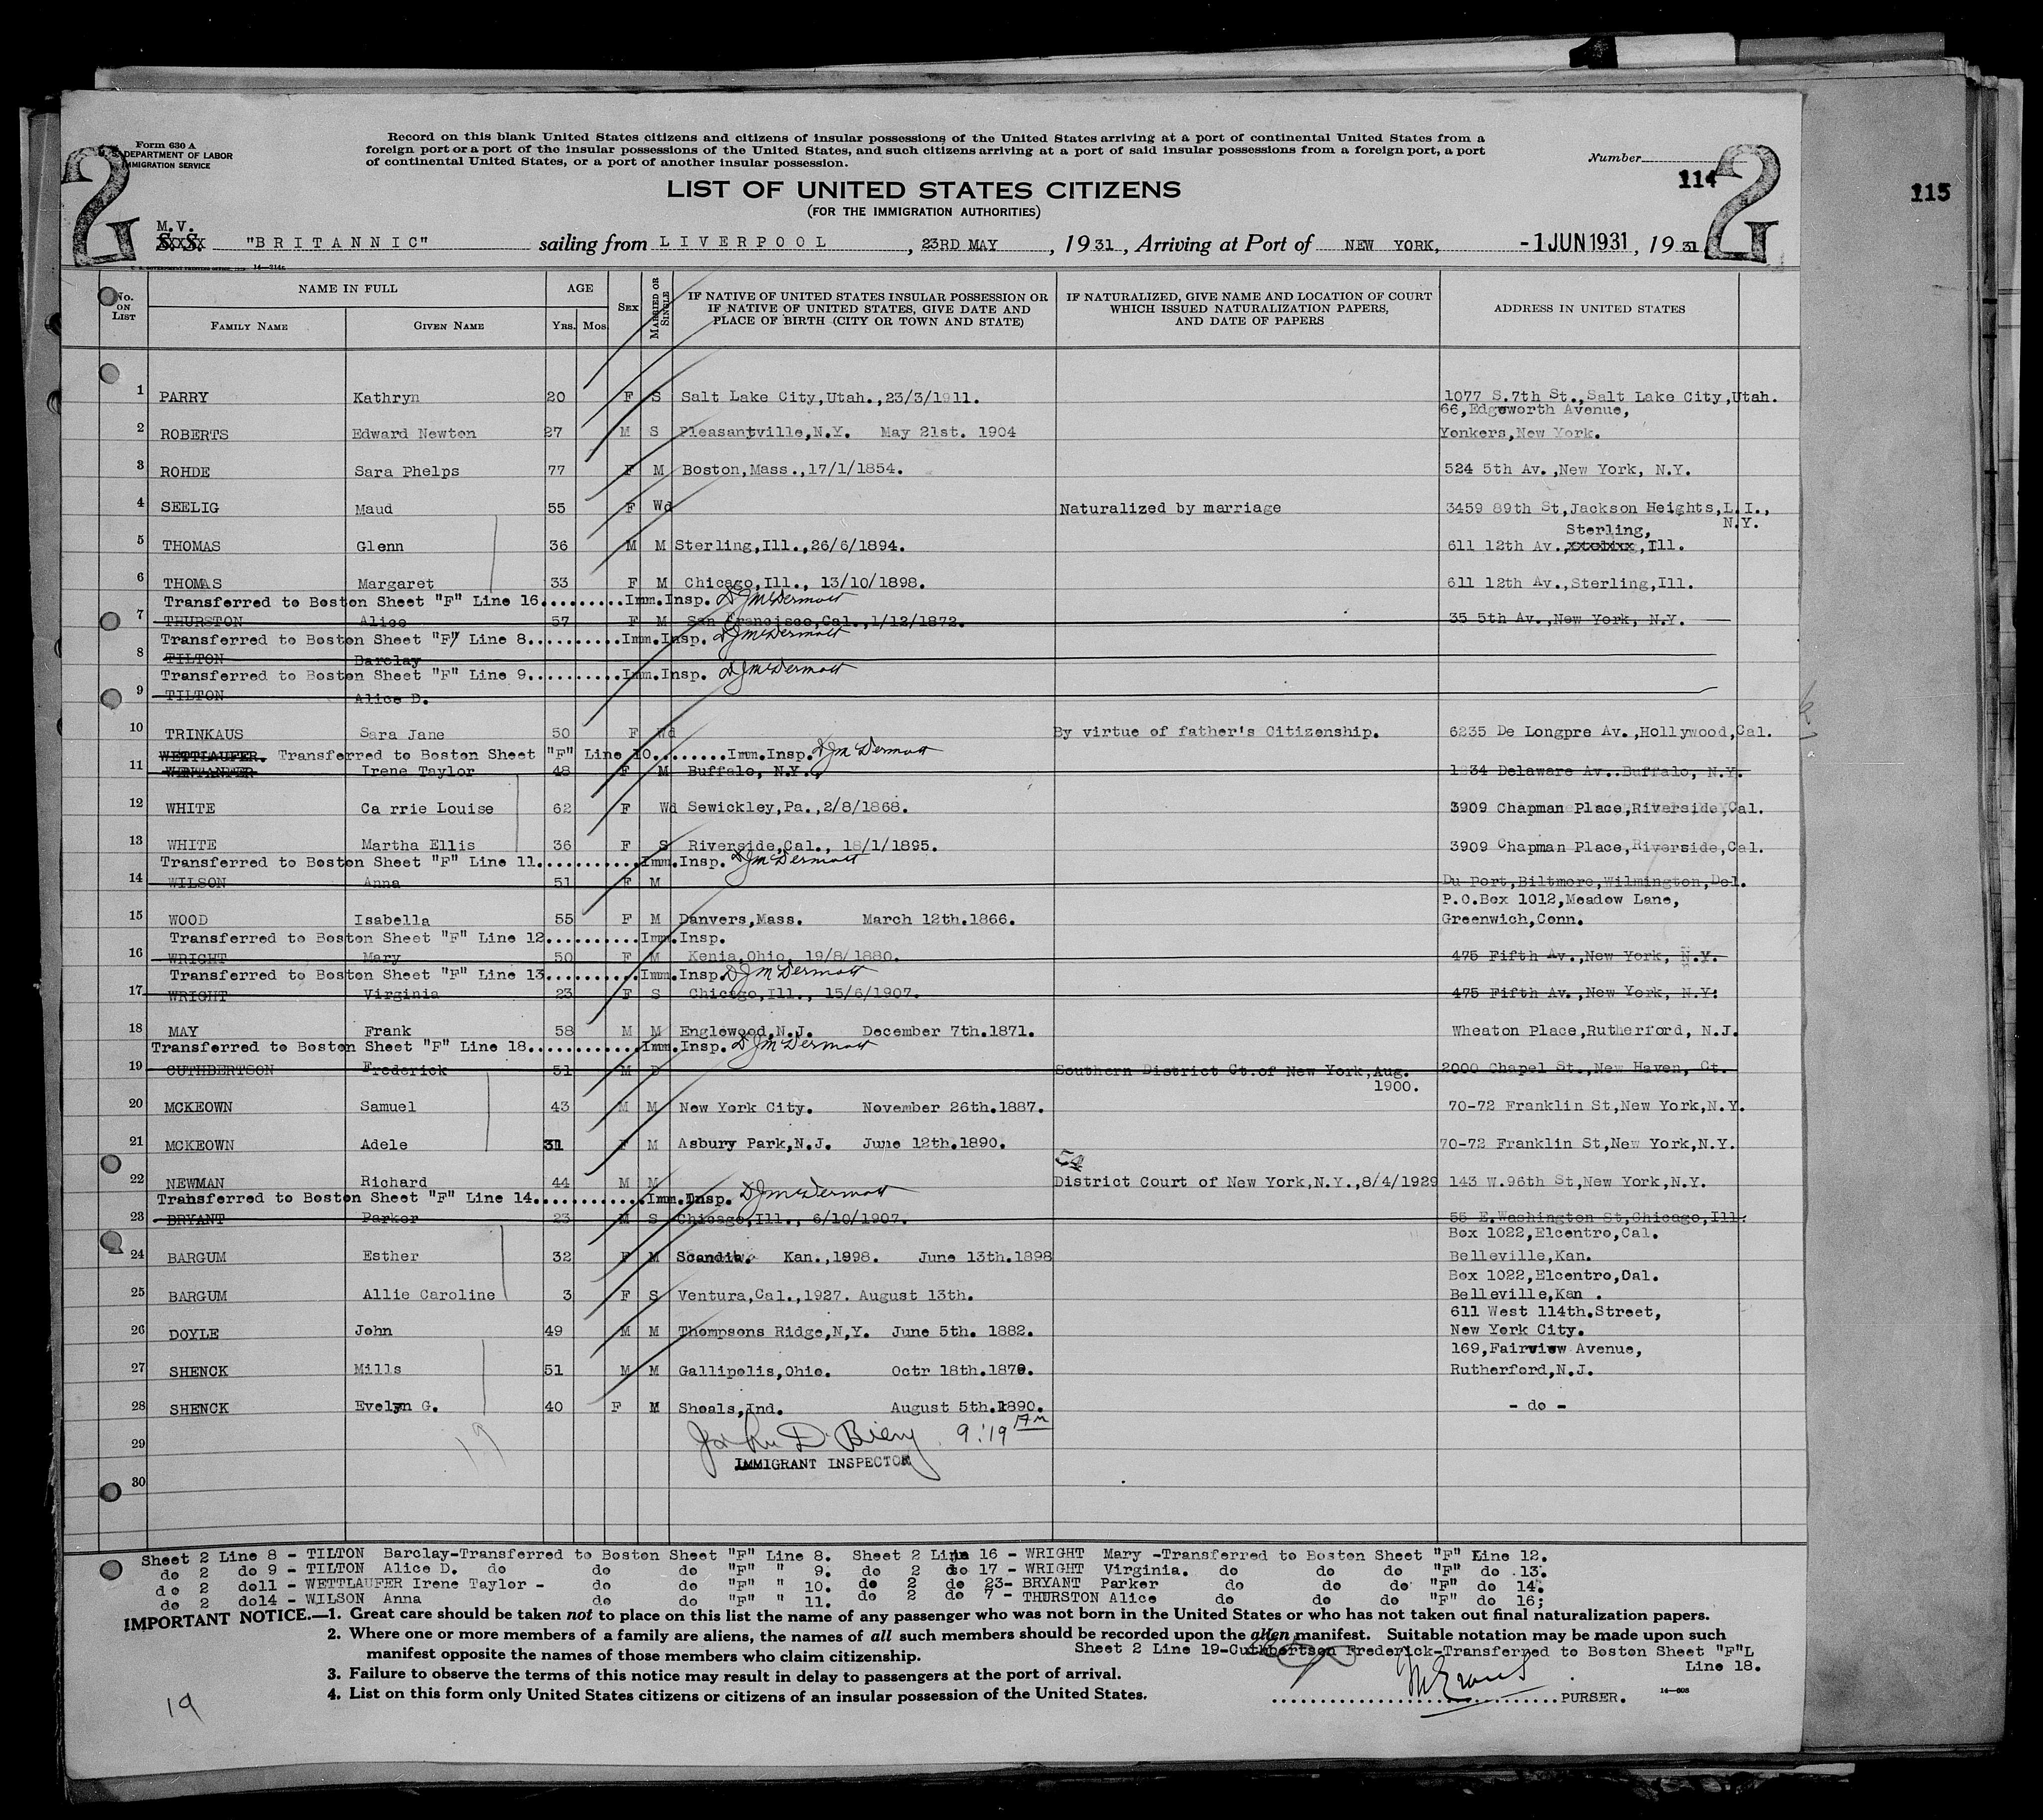 Form 630 A
DEPARTMENT OF LABOR
IMMIGRATION SERVICE
Record on this blank United States citizens and citizens of insular possessions of the United States arriving at a port of continental United States from a
foreign port or a port of the insular possessions of the United States, and such citizens arriving at a port of said insular possessions from a foreign port, a port
of continental United States, or a port of another insular possession.
Number
2 2
114
115
LIST OF UNITED STATES CITIZENS
(FOR THE IMMIGRATION AUTHORITIES)
M.V.
S.S. "BRITANNIC" sailing from LIVERPOOL, 23RD MAY, 1931, Arriving at Port of NEW YORK, -1 JUN 1931, 1931
No. ON LIST
NAME IN FULL
FAMILY NAME GIVEN NAME
AGE
YRS. MOS.
SEX
MARRIED OR SINGLE
IF NATIVE OF UNITED STATES INSULAR POSSESSION OR
IF NATIVE OF UNITED STATES, GIVE DATE AND
PLACE OF BIRTH (CITY OR TOWN AND STATE)
IF NATURALIZED, GIVE NAME AND LOCATION OF COURT
WHICH ISSUED NATURALIZATION PAPERS,
AND DATE OF PAPERS
ADDRESS IN UNITED STATES
1 PARRY Kathryn 20 F S Salt Lake City,Utah.,23/3/1911. 1077 S.7th St.,Salt Lake City,Utah.
66,Edgeworth Avenue,
2 ROBERTS Edward Newton 27 M S Pleasantville,N.Y. May 21st. 1904 Yonkers,New York.
3 ROHDE Sara Phelps 77 F M Boston,Mass.,17/1/1854. 524 5th Av.,New York, N.Y.
4 SEELIG Maud 55 F Wd Naturalized by marriage 3459 89th St,Jackson Heights,L.I.,
N.Y.
Sterling,
5 THOMAS Glenn 36 M M Sterling,Ill.,26/6/1894. 611 12th Av.,Ill.
6 THOMAS Margaret 33 F M Chicago,Ill., 13/10/1898. 611 12th Av.,Sterling,Ill.
Transferred to Boston Sheet "F" Line 16.........Imm.Insp. D J McDermott
7 THURSTON Alice 57 F M San Francisco,Cal.,1/12/1872. 35 5th Av.,New York, N.Y.
Transferred to Boston Sheet "F" Line 8..........Imm.Insp. D J McDermott
8 TILTON Barclay
Transferred to Boston Sheet "F" Line 9..........Imm.Insp. D J McDermott
9 TILTON Alice D.
10 TRINKAUS Sara Jane 50 F Wd By virtue of father's Citizenship. 6235 De Longpre Av.,Hollywood,Cal.
WETTLAUFER. Transferred to Boston Sheet "F" Line 10........Imm.Insp. D J McDermott
11 Irene Taylor 48 F M Buffalo, N.Y. 1834 Delaware Av..Buffalo, N.Y.
12 WHITE Ca rrie Louise 62 F Wd Sewickley,Pa.,2/8/1868. 3909 Chapman Place,Riverside,Cal.
13 WHITE Martha Ellis 36 F S Riverside,Cal., 18/1/1895. 3909 Chapman Place,Riverside,Cal.
Transferred to Boston Sheet "F" Line 11............Imm.Insp. D J McDermott
14 WILSON Anna 51 F M Du Port,Biltmore,Wilmington,Del.
P.O.Box 1012,Meadow Lane,
15 WOOD Isabella 55 F M Danvers,Mass. March 12th.1866. Greenwich,Conn.
Transferred to Boston Sheet "F" Line 12...........Imm.Insp.
16 WRIGHT Mary 50 F M Kenia,Ohio, 19/8/1880. 475 Fifth Av.,New York, N.Y.
Transferred to Boston Sheet "F" Line 13...........Imm.Insp. D J McDermott
17 WRIGHT Virginia 23 F S Chicago,Ill., 15/6/1907. 475 Fifth Av.,New York, N.Y.
18 MAY Frank 58 M M Englewood,N.J. December 7th.1871. Wheaton Place,Rutherford, N.J.
Transferred to Boston Sheet "F" Line 18.............Imm.Insp. D J McDermott
19 CUTHBERTSON Frederick 51 M D Southern District Ct.of New York,Aug. 2000 Chapel St.,New Haven, Ct.
1900.
20 MCKEOWN Samuel 43 M M New York City. November 26th.1887. 70-72 Franklin St,New York,N.Y.
21 MCKEOWN Adele 31 F M Asbury Park,N.J. June 12th.1890. 70-72 Franklin St,New York,N.Y.
22 NEWMAN Richard 44 M M District Court of New York,N.Y.,8/4/1929 143 W.96th St,New York,N.Y.
Transferred to Boston Sheet "F" Line 14.............Imm.Insp. D J McDermott
23 BRYANT Parker 23 M S Chicago,Ill., 6/10/1907. 55 E.Washington St,Chicago,Ill.
Box 1022,Elcentro,Cal.
24 BARGUM Esther 32 F M Scandia. Kan.,1898. June 13th.1898 Belleville,Kan.
Box 1022,Elcentro,Cal.
25 BARGUM Allie Caroline 3 F S Ventura,Cal.,1927. August 13th. Belleville,Kan .
611 West 114th.Street,
26 DOYLE John 49 M M Thompsons Ridge,N,Y. June 5th. 1882. New York City.
169,Fairview Avenue,
27 SHENCK Mills 51 M M Gallipolis,Ohio. Octr 18th.1879. Rutherford,N.J.
28 SHENCK Evelyn G. 40 F M Shoals,Ind. August 5th.1890. - do -
29 John D. Bieny 9:19 AM
IMMIGRANT INSPECTOR
30
19
Sheet 2 Line 8 - TILTON Barclay-Transferred to Boston Sheet "F" Line 8. Sheet 2 Line 16 - WRIGHT Mary -Transferred to Boston Sheet "F" Line 12.
do 2 do 9 - TILTON Alice D. do do do "F" " 9. do 2 do 17 - WRIGHT Virginia. do do do "F" do 13.
do 2 do11 - WETTLAUFER Irene Taylor - do do "F" " 10. do 2 do 23- BRYANT Parker do do do "F" do 14.
do 2 do14 - WILSON Anna do do "F" " 11. do 2 do 7 - THURSTON Alice do do do "F" do 16;
IMPORTANT NOTICE.—1. Great care should be taken not to place on this list the name of any passenger who was not born in the United States or who has not taken out final naturalization papers.
2. Where one or more members of a family are aliens, the names of all such members should be recorded upon the alien manifest. Suitable notation may be made upon such
manifest opposite the names of those members who claim citizenship.
Sheet 2 Line 19-Cuthbertson Frederick-Transferred to Boston Sheet "F"L
Line 18.
3. Failure to observe the terms of this notice may result in delay to passengers at the port of arrival.
4. List on this form only United States citizens or citizens of an insular possession of the United States.
M Evans
PURSER.
14—608
19